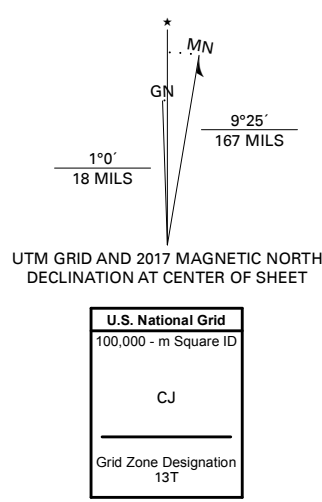 MN
GN
9°25´
167 MILS
1°0´
18 MILS
UTM GRID AND 2017 MAGNETIC NORTH
DECLINATION AT CENTER OF SHEET
U.S. National Grid
100,000 - m Square ID
CJ
Grid Zone Designation
13T